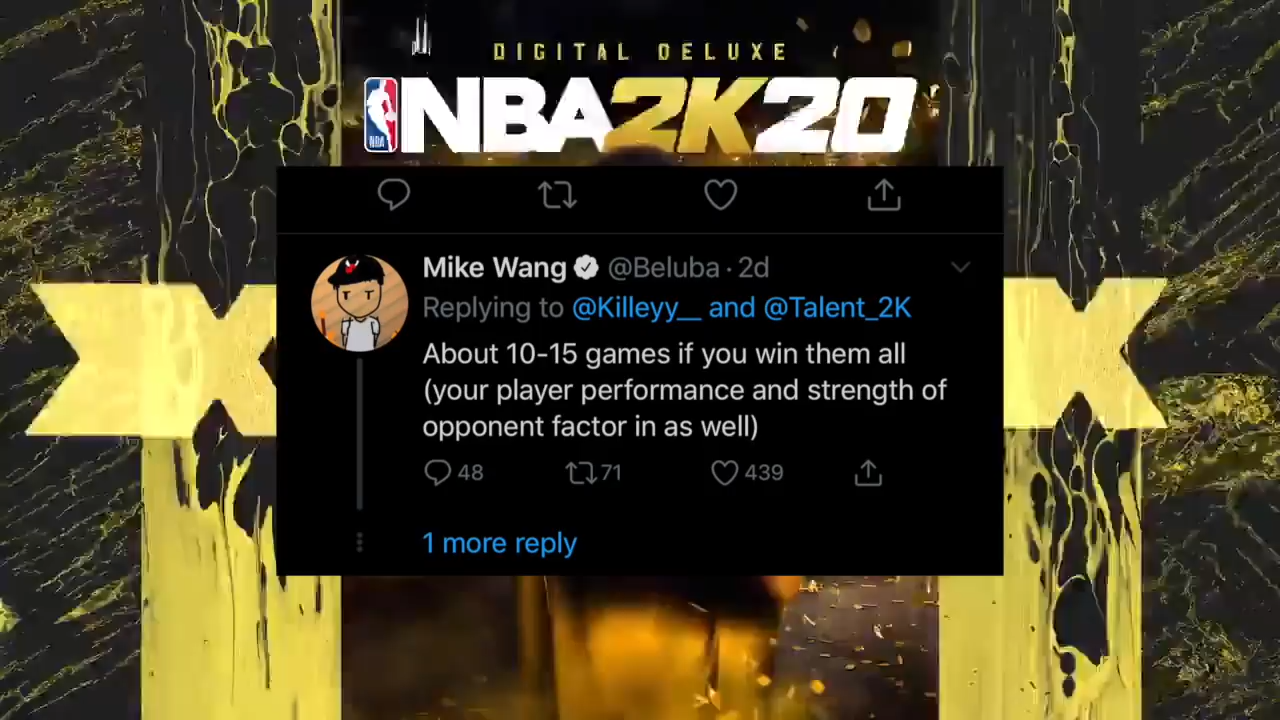 DIGITAL DELUXE
NBA2K20
NBA
Mike Wang @Beluba · 2d
Replying to @Killeyy__ and @Talent_2K
About 10-15 games if you win them all
(your player performance and strength of
opponent factor in as well)
48 71 439
1 more reply